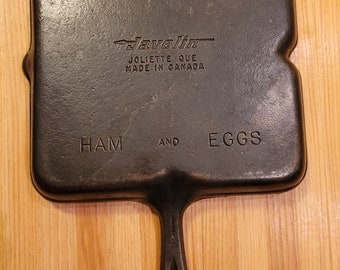 Javelin
JOLIETTE QUE
MADE IN CANADA
HAM AND EGGS